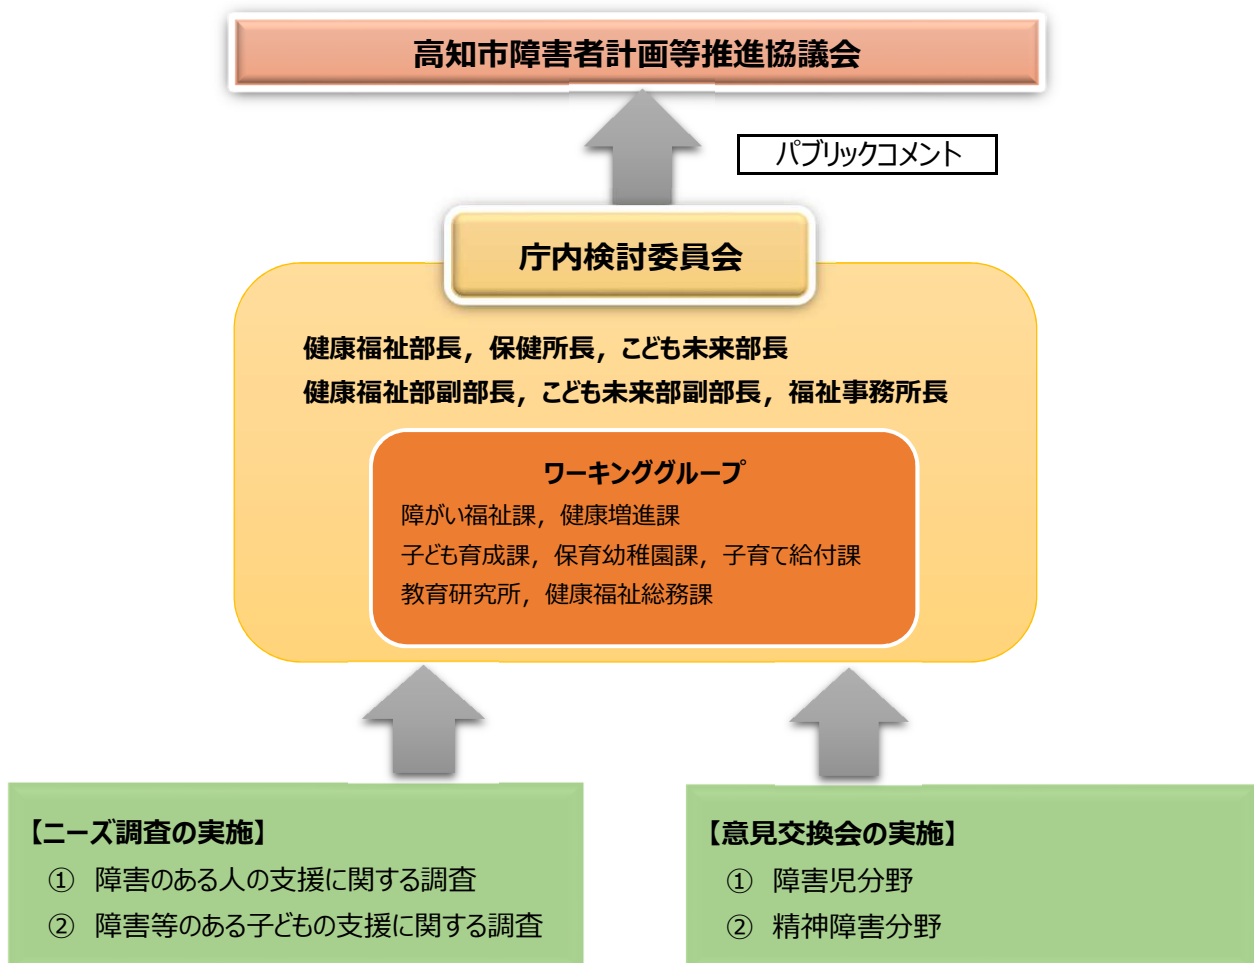 高知市障害者計画等推進協議会
パブリックコメント
庁内検討委員会
健康福祉部長，保健所長，こども未来部長
健康福祉部副部長，こども未来部副部長，福祉事務所長
ワーキンググループ
障がい福祉課，健康増進課
子ども育成課，保育幼稚園課，子育て給付課
教育研究所，健康福祉総務課
【ニーズ調査の実施】
① 障害のある人の支援に関する調査
② 障害等のある子どもの支援に関する調査
【意見交換会の実施】
① 障害児分野
② 精神障害分野